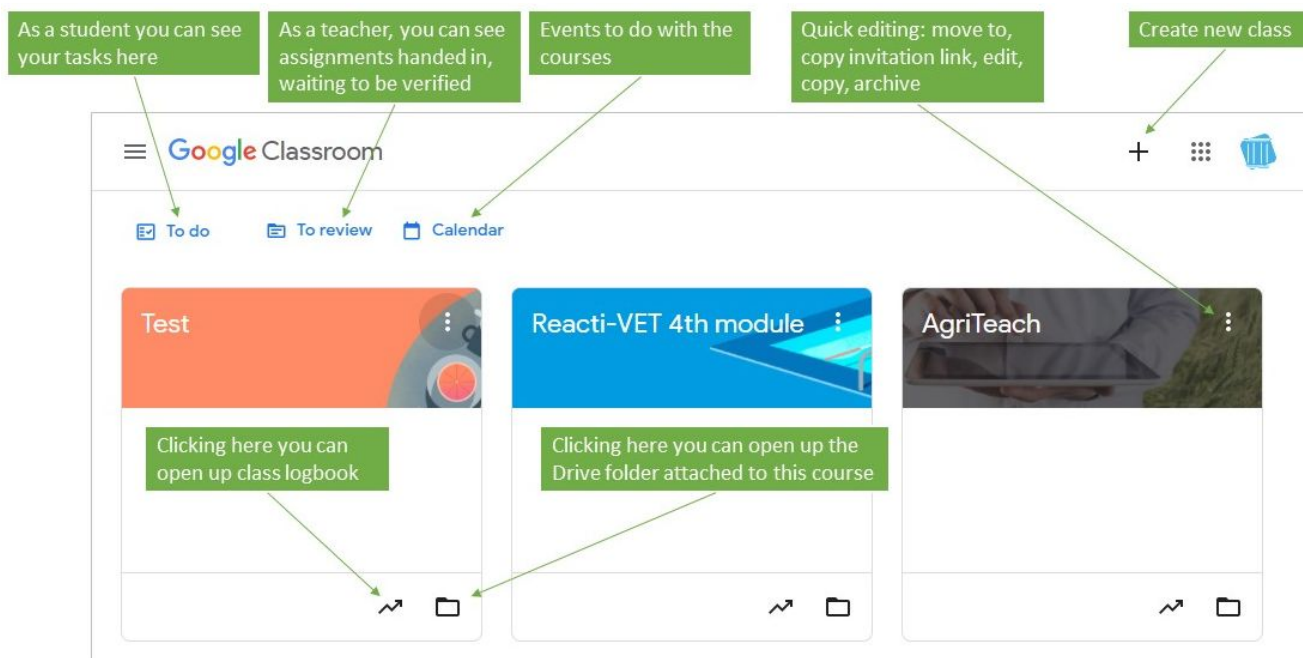 As a student you can see
your tasks here
As a teacher, you can see
assignments handed in,
waiting to be verified
Events to do with the
courses
Quick editing: move to,
copy invitation link, edit,
copy, archive
Create new class
Google Classroom
To do
To review
Calendar
Test
Reacti-VET 4th module
AgriTeach
Clicking here you can
open up class logbook
Clicking here you can open up the
Drive folder attached to this course